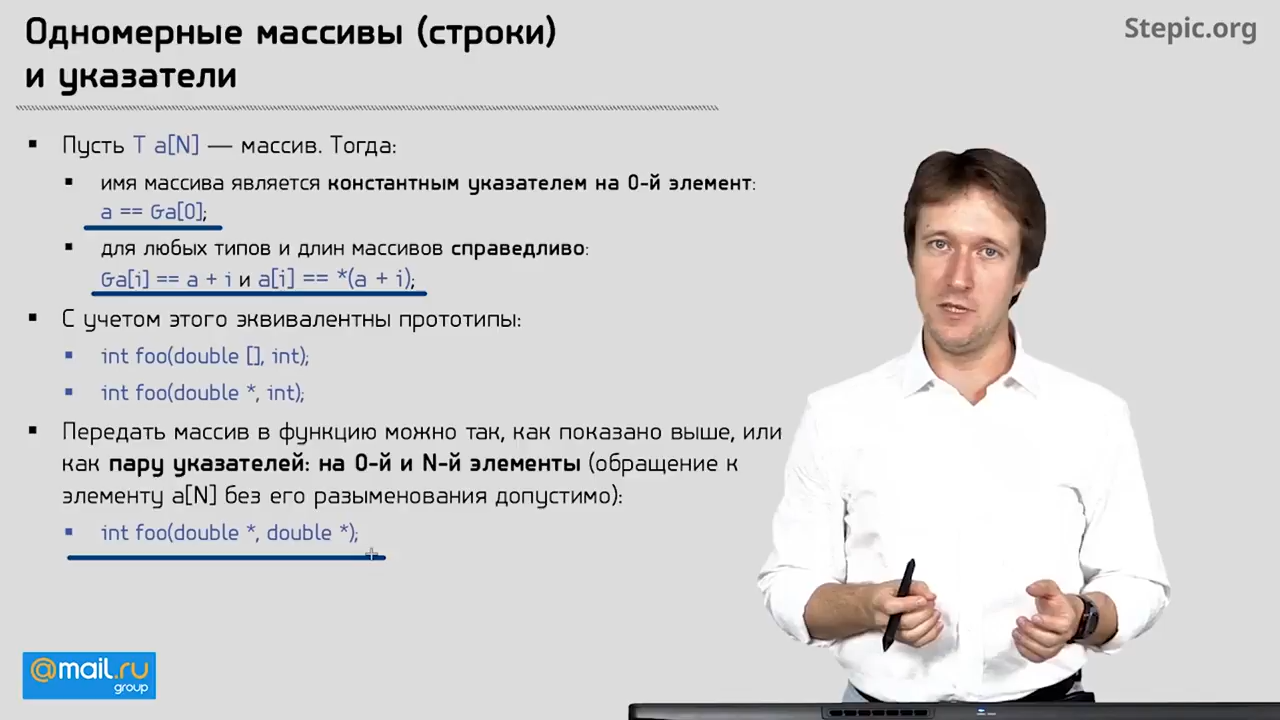 Одномерные массивы (строки)
и указатели
Stepic.org
▪ Пусть T a[N] — массив. Тогда:
▪ имя массива является константным указателем на 0-й элемент:
a == &a[0];
▪ для любых типов и длин массивов справедливо:
&a[i] == a + i и a[i] == *(a + i);
▪ С учетом этого эквивалентны прототипы:
▪ int foo(double [], int);
▪ int foo(double *, int);
▪ Передать массив в функцию можно так, как показано выше, или
как пару указателей: на 0-й и N-й элементы (обращение к
элементу a[N] без его разыменования допустимо):
▪ int foo(double *, double *);
@mail.ru
group